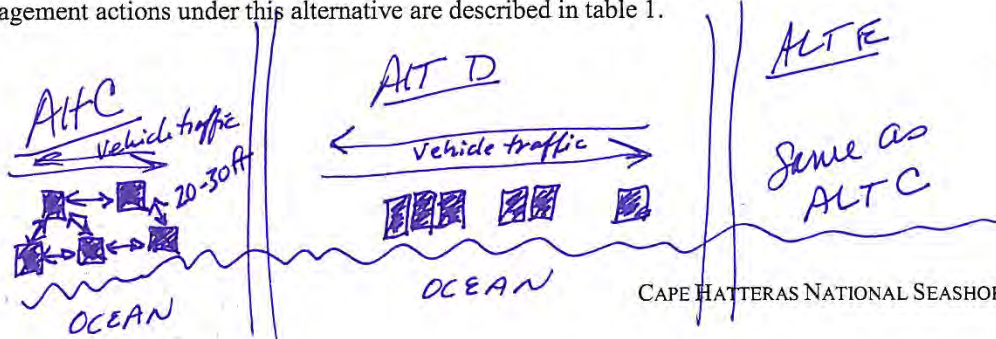 agement actions under this alternative are described in table 1.
Alt C
Vehicle traffic
20-30 ft
OCEAN
ALT D
Vehicle traffic
OCEAN
ALT E
Same as
ALT C
CAPE HATTERAS NATIONAL SEASHOR